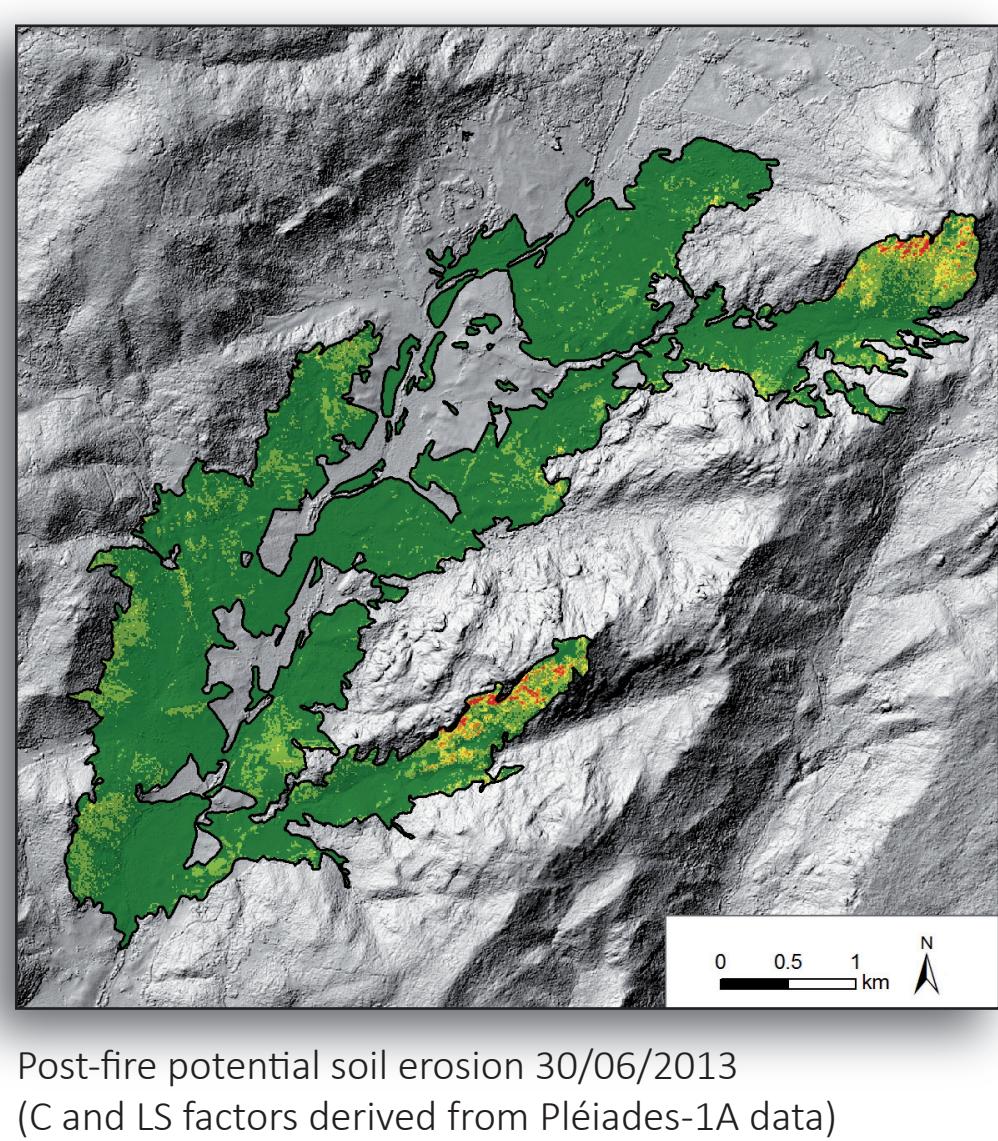 N
0 0.5 1
km
Post-fire potential soil erosion 30/06/2013
(C and LS factors derived from Pléiades-1A data)